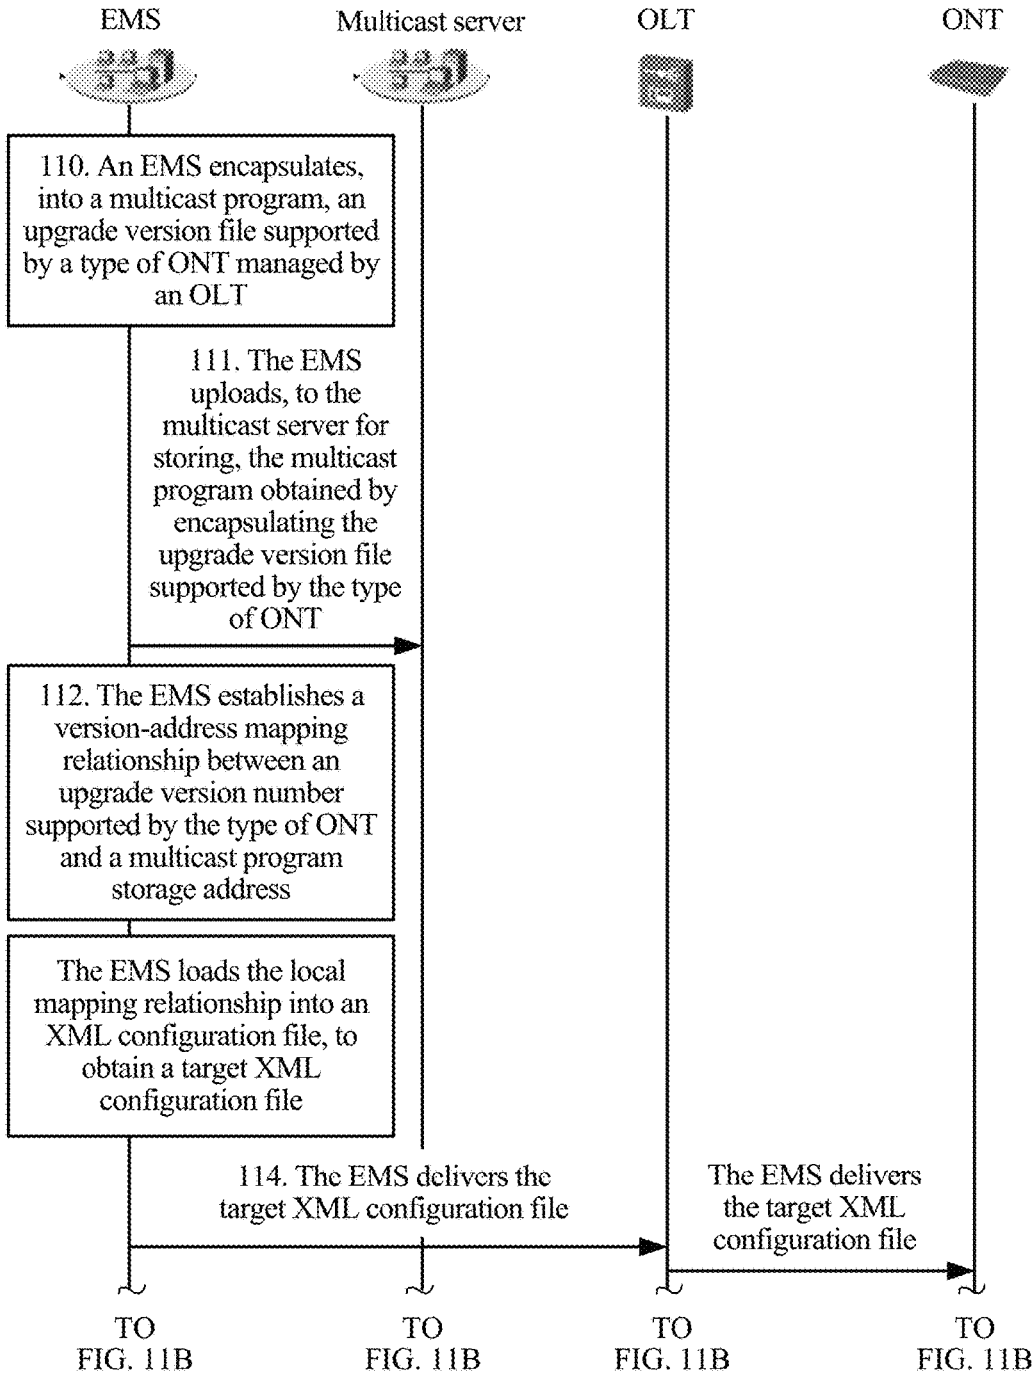 EMS
Multicast server
OLT
ONT
110. An EMS encapsulates,
into a multicast program, an
upgrade version file supported
by a type of ONT managed by
an OLT
111. The EMS
uploads, to the
multicast server for
storing, the multicast
program obtained by
encapsulating the
upgrade version file
supported by the type
of ONT
112. The EMS establishes a
version-address mapping
relationship between an
upgrade version number
supported by the type of ONT
and a multicast program
storage address
The EMS loads the local
mapping relationship into an
XML configuration file, to
obtain a target XML
configuration file
114. The EMS delivers the
target XML configuration file
The EMS delivers
the target XML
configuration file
TO
FIG. 11B
TO
FIG. 11B
TO
FIG. 11B
TO
FIG. 11B